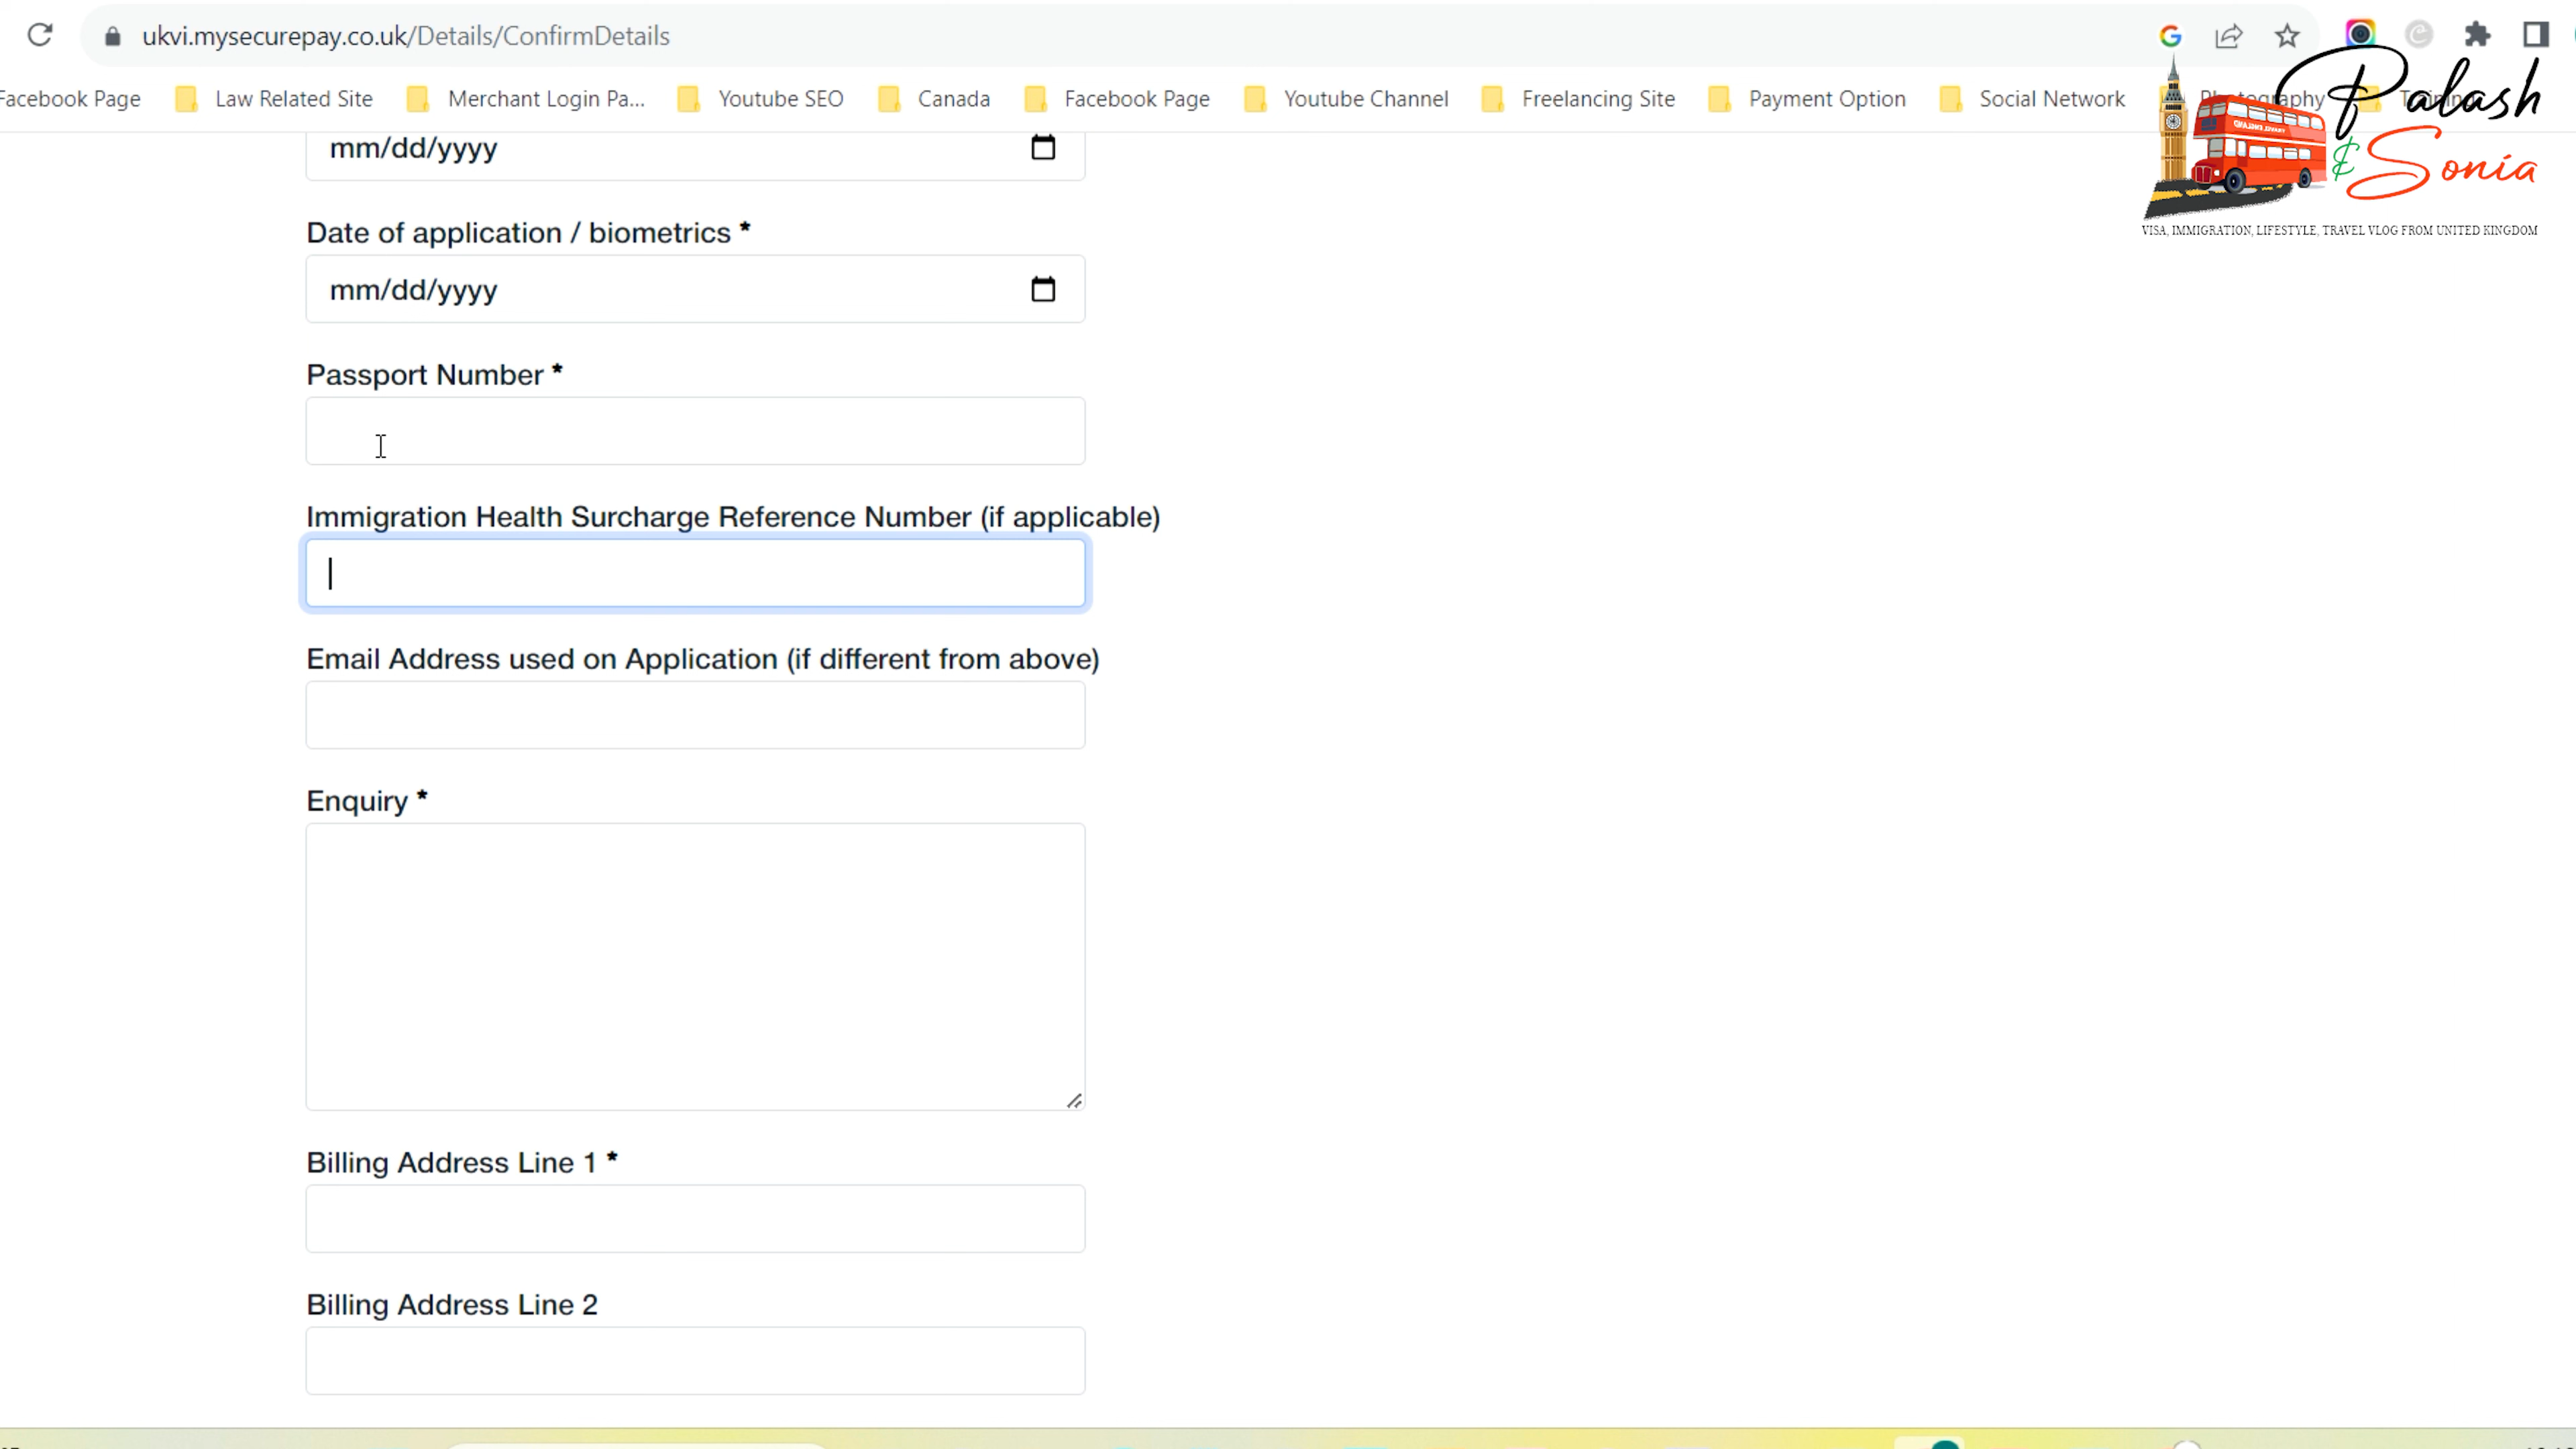 ukvi.mysecurepay.co.uk/Details/ConfirmDetails
Facebook Page
Law Related Site
Merchant Login Pa...
Youtube SEO
Canada
Facebook Page
Youtube Channel
Freelancing Site
Payment Option
Social Network
Photography
Training
Palash
& Sonia
VISA, IMMIGRATION, LIFESTYLE, TRAVEL VLOG FROM UNITED KINGDOM
mm/dd/yyyy
Date of application / biometrics *
mm/dd/yyyy
Passport Number *
Immigration Health Surcharge Reference Number (if applicable)
Email Address used on Application (if different from above)
Enquiry *
Billing Address Line 1 *
Billing Address Line 2